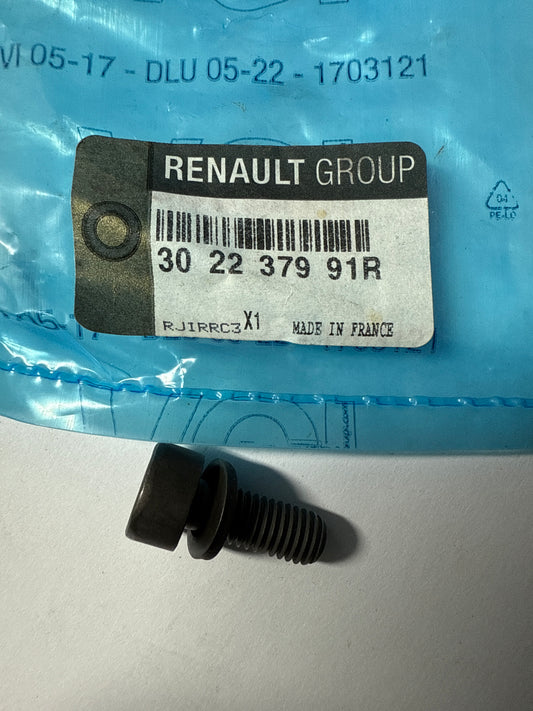 VI 05-17 - DLU 05-22 - 1703121
RENAULT GROUP
04
PE-LD
30 22 379 91R
RJIRRC3 X1 MADE IN FRANCE